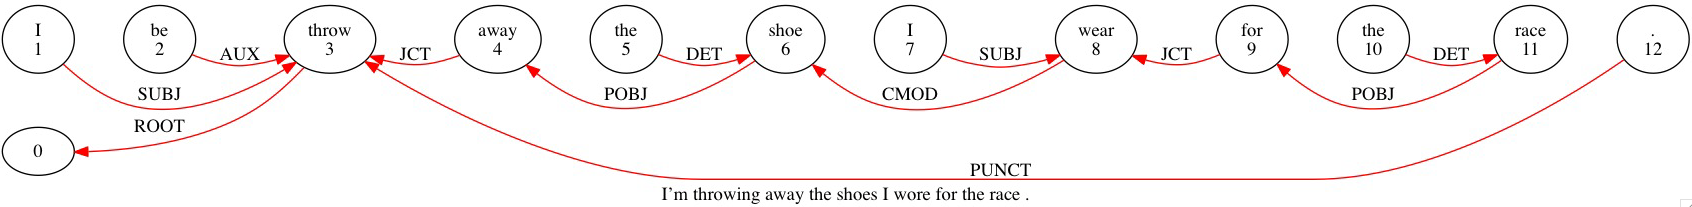 I be throw away the shoe I wear for the race .
1 2 3 4 5 6 7 8 9 10 11 12
AUX JCT DET SUBJ JCT DET
SUBJ POBJ CMOD POBJ
ROOT
0
PUNCT
I'm throwing away the shoes I wore for the race .